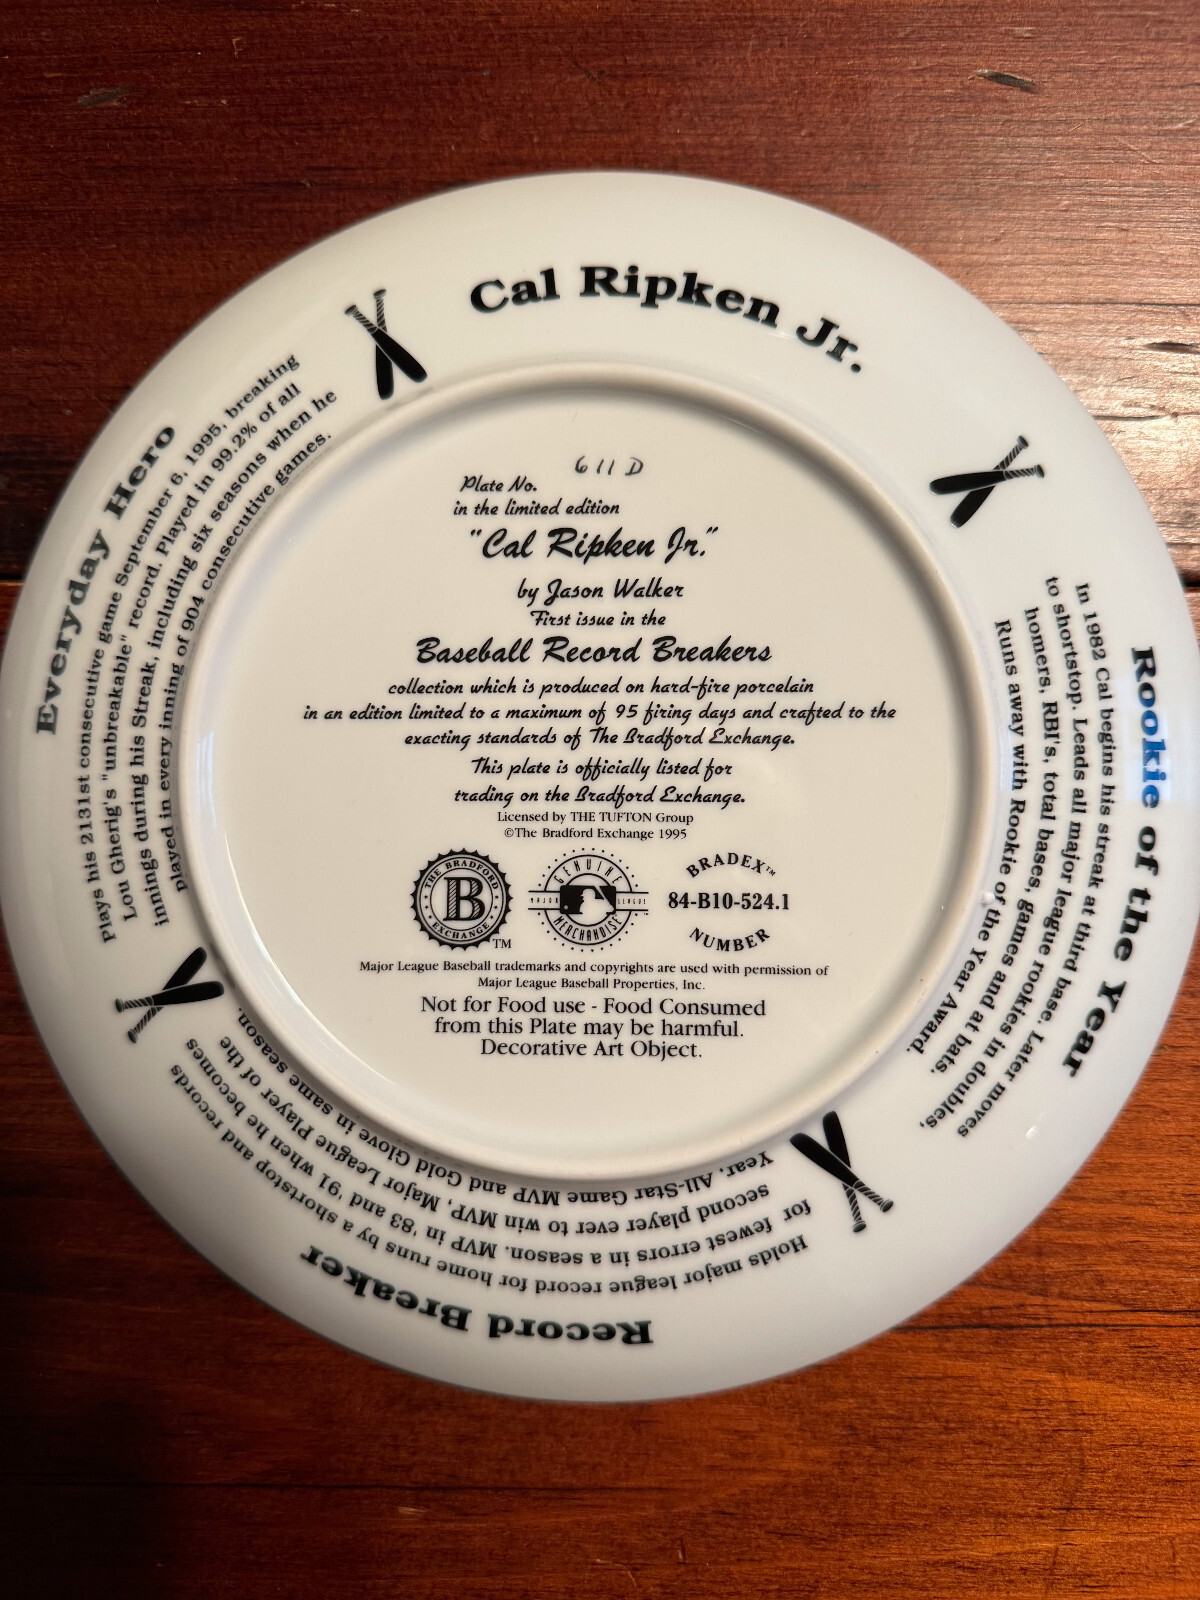 Cal Ripken Jr.
Everyday Hero
Plays his 2131st consecutive game September 6, 1995, breaking
Lou Gherig's "unbreakable" record. Played in 99.2% of all
innings during his Streak, including six seasons when he
played in every inning of 904 consecutive games.
Rookie of the Year
In 1982 Cal begins his streak at third base. Later moves
to shortstop. Leads all major league rookies in doubles,
homers, RBI's, total bases, games and at bats.
Runs away with Rookie of the Year Award.
Record Breaker
Holds major league record for home runs by a shortstop and records
for fewest errors in a season. MVP in '83 and '91 when he becomes
second player ever to win MVP, Major League Player of the
Year, All-Star Game MVP and Gold Glove in same season.
611D
Plate No.
in the limited edition
"Cal Ripken Jr."
by Jason Walker
First issue in the
Baseball Record Breakers
collection which is produced on hard-fire porcelain
in an edition limited to a maximum of 95 firing days and crafted to the
exacting standards of The Bradford Exchange.
This plate is officially listed for
trading on the Bradford Exchange.
Licensed by THE TUFTON Group
©The Bradford Exchange 1995
THE BRADFORD
B
EXCHANGE
TM
GENUINE
MAJOR LEAGUE
MERCHANDISE
BRADEX™
84-B10-524.1
NUMBER
Major League Baseball trademarks and copyrights are used with permission of
Major League Baseball Properties, Inc.
Not for Food use - Food Consumed
from this Plate may be harmful.
Decorative Art Object.